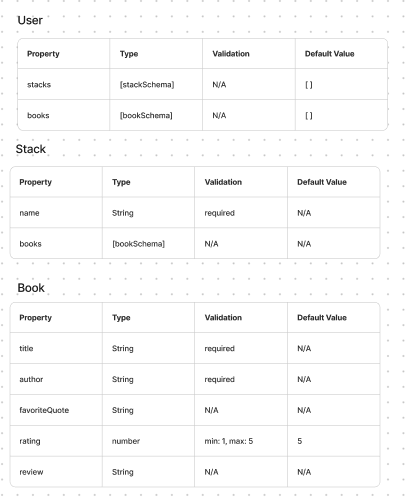 User
Property Type Validation Default Value
stacks [stackSchema] N/A [ ]
books [bookSchema] N/A [ ]
Stack
Property Type Validation Default Value
name String required N/A
books [bookSchema] N/A N/A
Book
Property Type Validation Default Value
title String required N/A
author String required N/A
favoriteQuote String N/A N/A
rating number min: 1, max: 5 5
review String N/A N/A